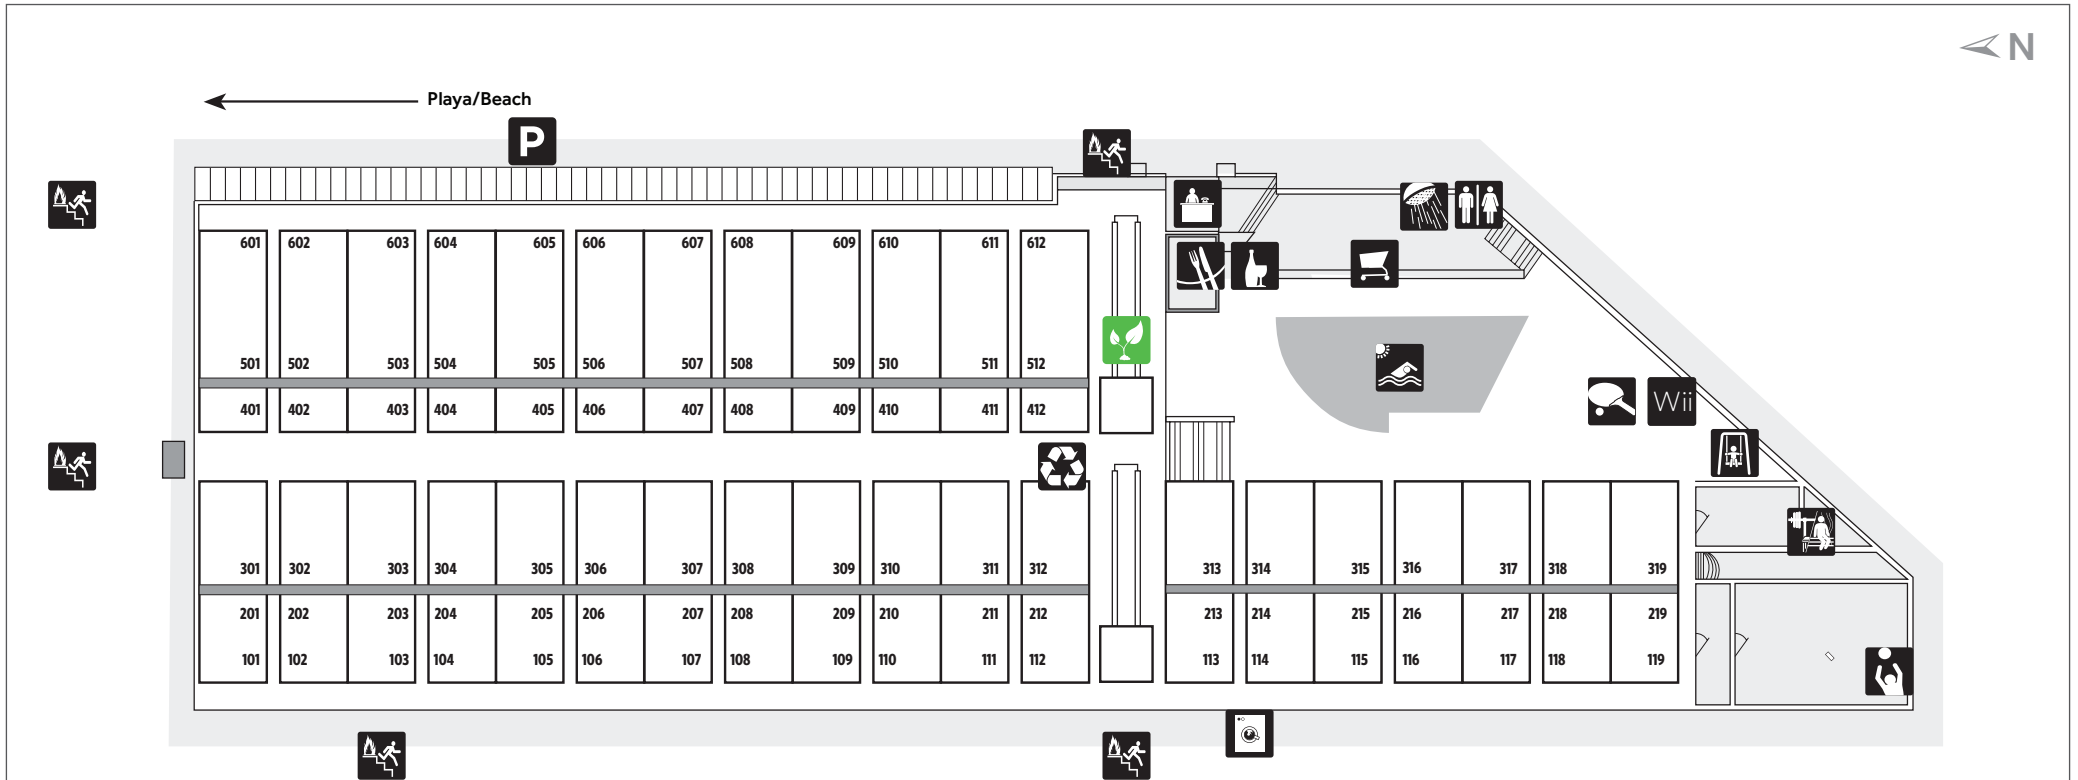 N
Playa/Beach
P
601 602 603 604 605 606 607 608 609 610 611 612
501 502 503 504 505 506 507 508 509 510 511 512
401 402 403 404 405 406 407 408 409 410 411 412
Wii
301 302 303 304 305 306 307 308 309 310 311 312 313 314 315 316 317 318 319
201 202 203 204 205 206 207 208 209 210 211 212 213 214 215 216 217 218 219
101 102 103 104 105 106 107 108 109 110 111 112 113 114 115 116 117 118 119